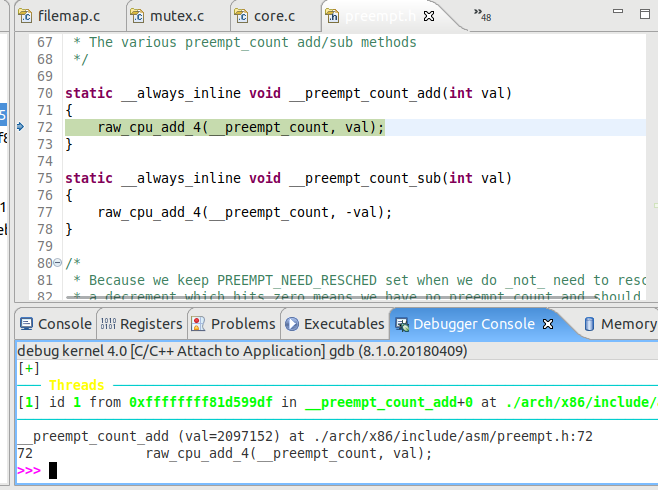 filemap.c mutex.c core.c preempt.h »48
67 * The various preempt_count add/sub methods
68 */
69
70 static __always_inline void __preempt_count_add(int val)
71 {
72 raw_cpu_add_4(__preempt_count, val);
73 }
74
75 static __always_inline void __preempt_count_sub(int val)
76 {
77 raw_cpu_add_4(__preempt_count, -val);
78 }
79
80 /*
81 * Because we keep PREEMPT_NEED_RESCHED set when we do _not_ need to resc
82 * a decrement which hits zero means we have no preempt_count and should
Console Registers Problems Executables Debugger Console Memory
debug kernel 4.0 [C/C++ Attach to Application] gdb (8.1.0.20180409)
[+]
Threads
[1] id 1 from 0xffffffff81d599df in __preempt_count_add+0 at ./arch/x86/include/
__preempt_count_add (val=2097152) at ./arch/x86/include/asm/preempt.h:72
72 raw_cpu_add_4(__preempt_count, val);
>>>